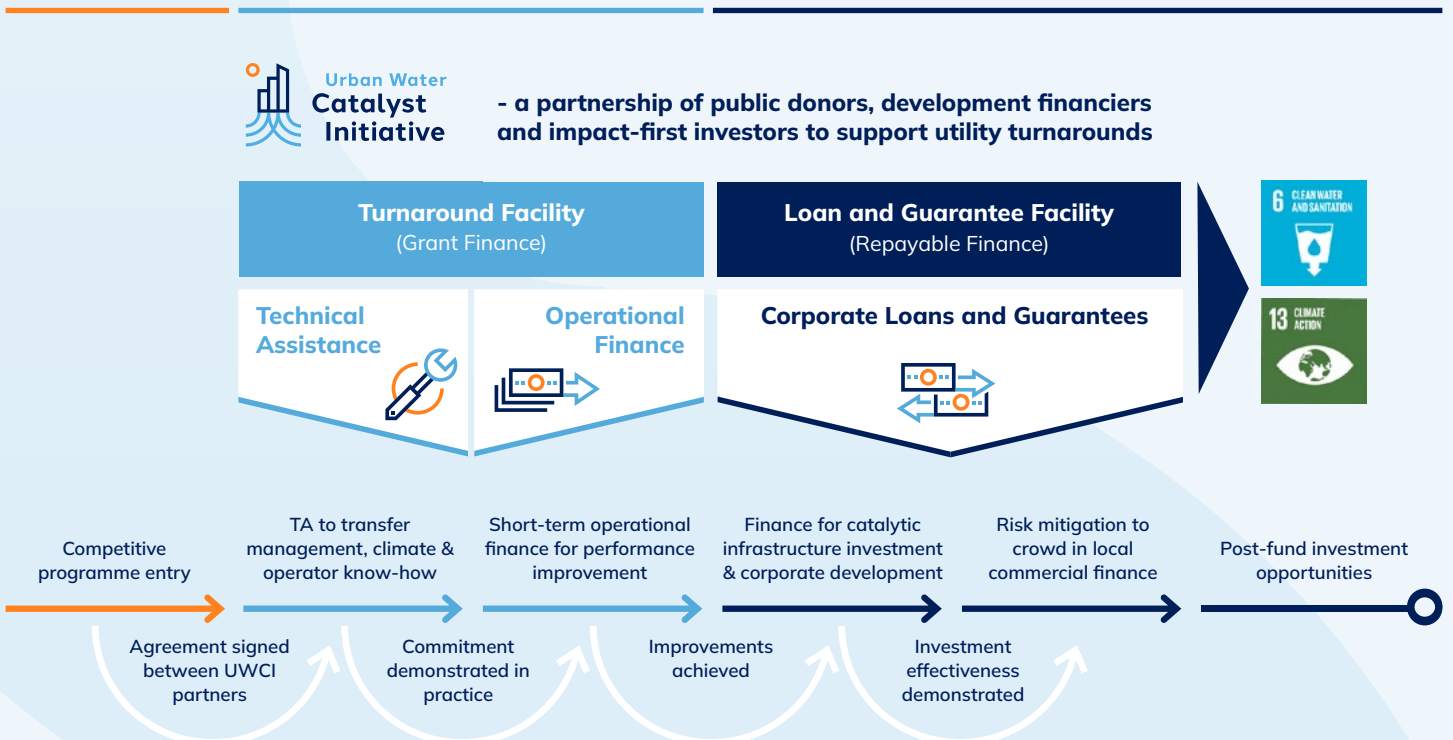 Urban Water
Catalyst
Initiative
- a partnership of public donors, development financiers
and impact-first investors to support utility turnarounds
Turnaround Facility
(Grant Finance)
Loan and Guarantee Facility
(Repayable Finance)
6 CLEAN WATER
AND SANITATION
Technical
Assistance
Operational
Finance
Corporate Loans and Guarantees
13 CLIMATE
ACTION
Competitive
programme entry
TA to transfer
management, climate &
operator know-how
Short-term operational
finance for performance
improvement
Finance for catalytic
infrastructure investment
& corporate development
Risk mitigation to
crowd in local
commercial finance
Post-fund investment
opportunities
Agreement signed
between UWCI
partners
Commitment
demonstrated in
practice
Improvements
achieved
Investment
effectiveness
demonstrated